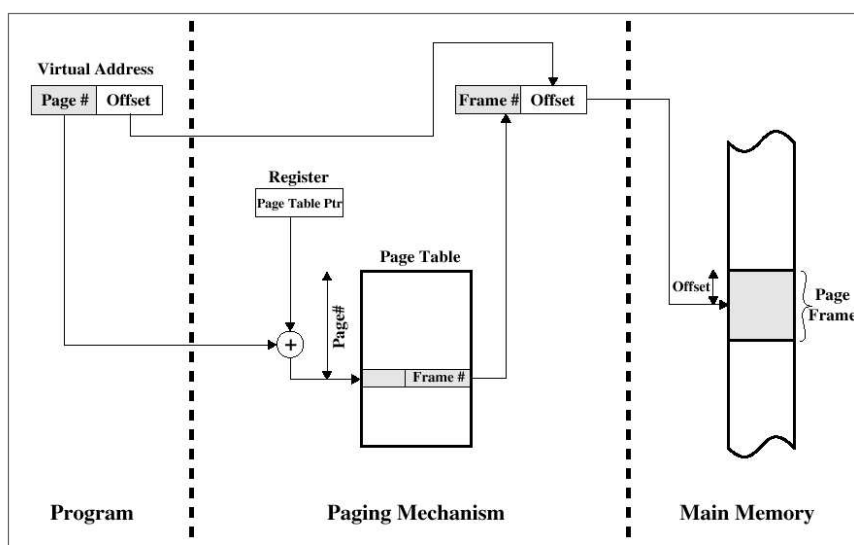 Virtual Address
Page # Offset
Frame # Offset
Register
Page Table Ptr
Page Table
Page#
Frame #
Offset
Page
Frame
Program
Paging Mechanism
Main Memory